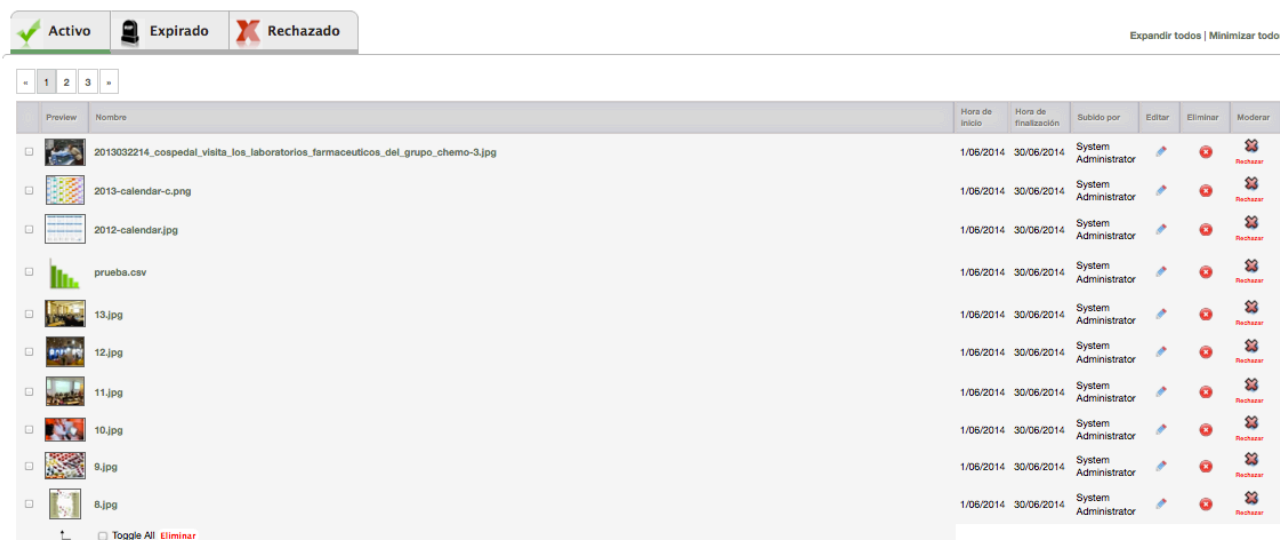 Activo Expirado Rechazado
Expandir todos | Minimizar todo
« 1 2 3 »
Preview Nombre Hora de inicio Hora de finalización Subido por Editar Eliminar Moderar
2013032214_cospedal_visita_los_laboratorios_farmaceuticos_del_grupo_chemo-3.jpg 1/06/2014 30/06/2014 System Administrator Rechazar
2013-calendar-c.png 1/06/2014 30/06/2014 System Administrator Rechazar
2012-calendar.jpg 1/06/2014 30/06/2014 System Administrator Rechazar
prueba.csv 1/06/2014 30/06/2014 System Administrator Rechazar
13.jpg 1/06/2014 30/06/2014 System Administrator Rechazar
12.jpg 1/06/2014 30/06/2014 System Administrator Rechazar
11.jpg 1/06/2014 30/06/2014 System Administrator Rechazar
10.jpg 1/06/2014 30/06/2014 System Administrator Rechazar
9.jpg 1/06/2014 30/06/2014 System Administrator Rechazar
8.jpg 1/06/2014 30/06/2014 System Administrator Rechazar
Toggle All Eliminar